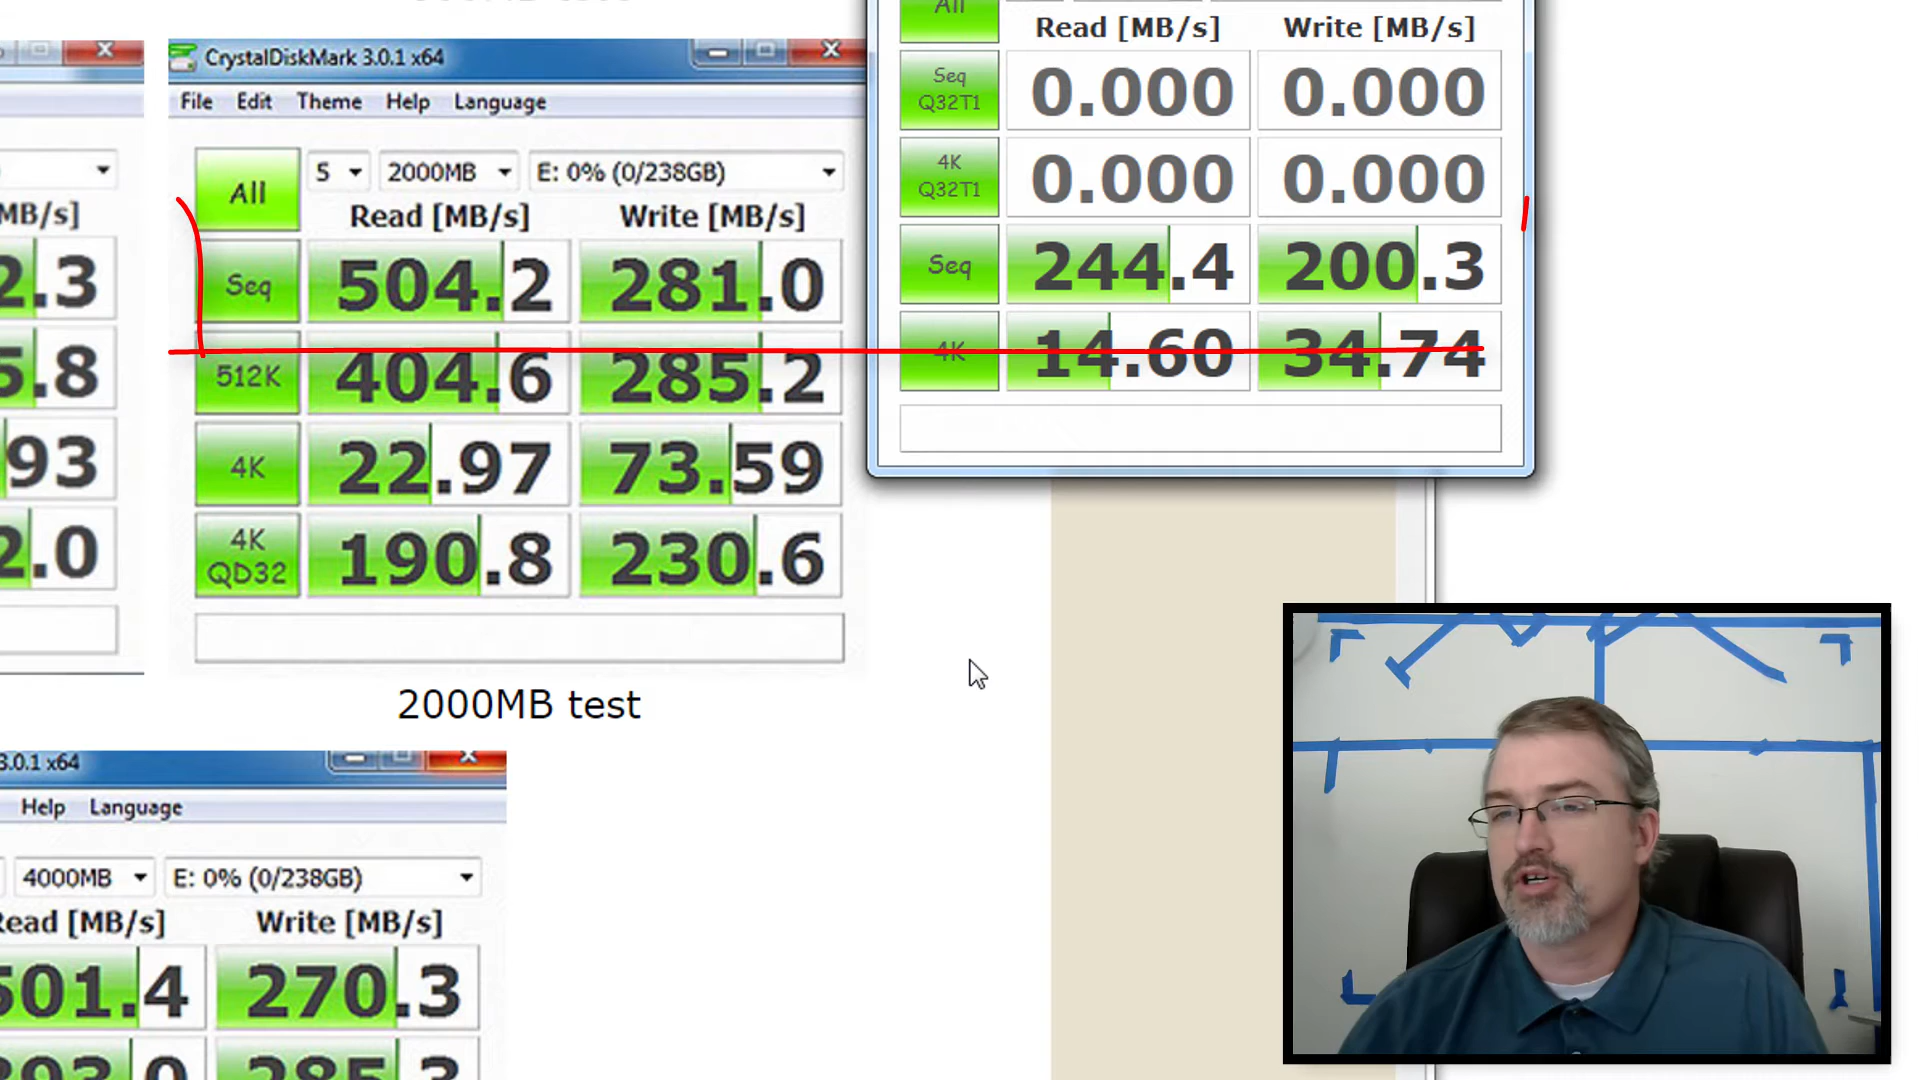 All
Read [MB/s] Write [MB/s]
Seq
Q32T1
0.000 0.000
4K
Q32T1
0.000 0.000
Seq 244.4 200.3
4K 14.60 34.74
MB/s]
.3
.8
93
.0
CrystalDiskMark 3.0.1 x64
File Edit Theme Help Language
All 5 2000MB E: 0% (0/238GB)
Read [MB/s] Write [MB/s]
Seq 504.2 281.0
512K 404.6 285.2
4K 22.97 73.59
4K
QD32
190.8 230.6
2000MB test
3.0.1 x64
Help Language
4000MB E: 0% (0/238GB)
Read [MB/s] Write [MB/s]
501.4 270.3
285.3